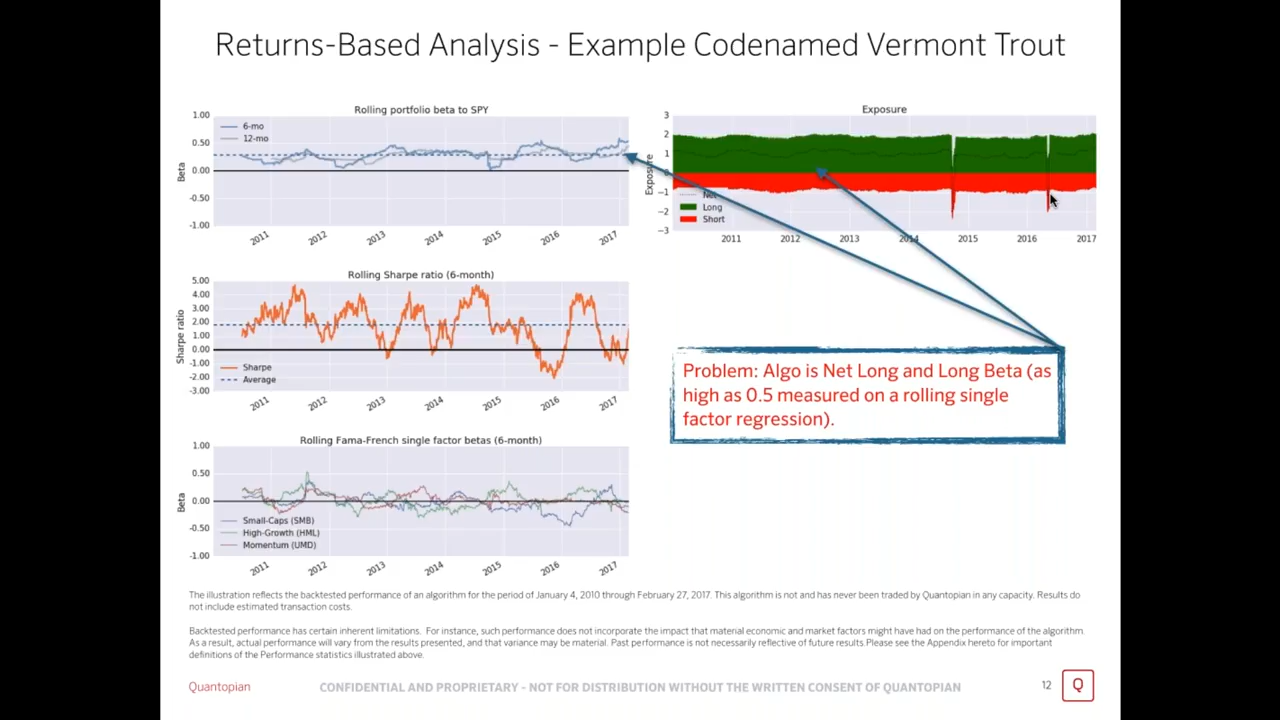 Returns-Based Analysis - Example Codenamed Vermont Trout
Rolling portfolio beta to SPY
1.00
0.50
0.00
-0.50
-1.00
Beta
6-mo
12-mo
2011 2012 2013 2014 2015 2016 2017
Exposure
3
2
1
0
−1
−2
−3
Exposure
Net
Long
Short
2011 2012 2013 2014 2015 2016 2017
Rolling Sharpe ratio (6-month)
5.00
4.00
3.00
2.00
1.00
0.00
-1.00
-2.00
-3.00
Sharpe ratio
Sharpe
Average
2011 2012 2013 2014 2015 2016 2017
Problem: Algo is Net Long and Long Beta (as
high as 0.5 measured on a rolling single
factor regression).
Rolling Fama-French single factor betas (6-month)
1.00
0.50
0.00
-0.50
-1.00
Beta
Small-Caps (SMB)
High-Growth (HML)
Momentum (UMD)
2011 2012 2013 2014 2015 2016 2017
The illustration reflects the backtested performance of an algorithm for the period of January 4, 2010 through February 27, 2017. This algorithm is not and has never been traded by Quantopian in any capacity. Results do
not include estimated transaction costs.
Backtested performance has certain inherent limitations. For instance, such performance does not incorporate the impact that material economic and market factors might have had on the performance of the algorithm.
As a result, actual performance will vary from the results presented, and that variance may be material. Past performance is not necessarily reflective of future results.Please see the Appendix hereto for important
definitions of the Performance statistics illustrated above.
Quantopian
CONFIDENTIAL AND PROPRIETARY - NOT FOR DISTRIBUTION WITHOUT THE WRITTEN CONSENT OF QUANTOPIAN
12
Q